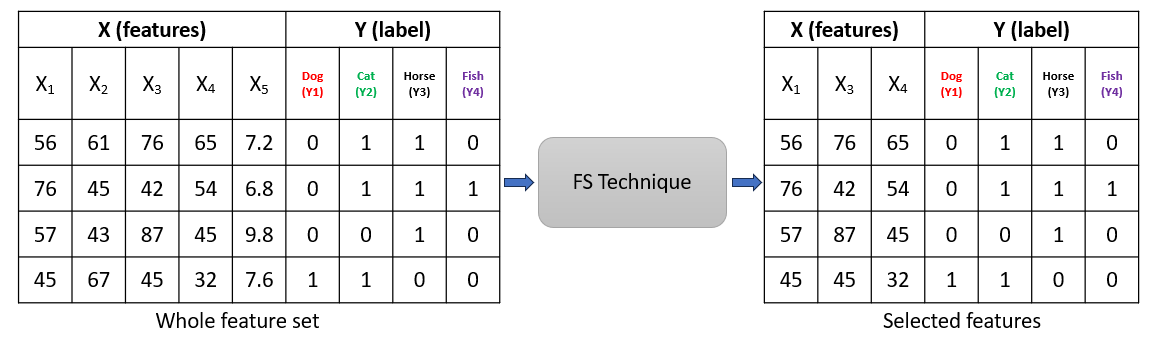 X (features) Y (label)
X₁ X₂ X₃ X₄ X₅ Dog (Y1) Cat (Y2) Horse (Y3) Fish (Y4)
56 61 76 65 7.2 0 1 1 0
76 45 42 54 6.8 0 1 1 1
57 43 87 45 9.8 0 0 1 0
45 67 45 32 7.6 1 1 0 0
Whole feature set
FS Technique
X (features) Y (label)
X₁ X₃ X₄ Dog (Y1) Cat (Y2) Horse (Y3) Fish (Y4)
56 76 65 0 1 1 0
76 42 54 0 1 1 1
57 87 45 0 0 1 0
45 45 32 1 1 0 0
Selected features